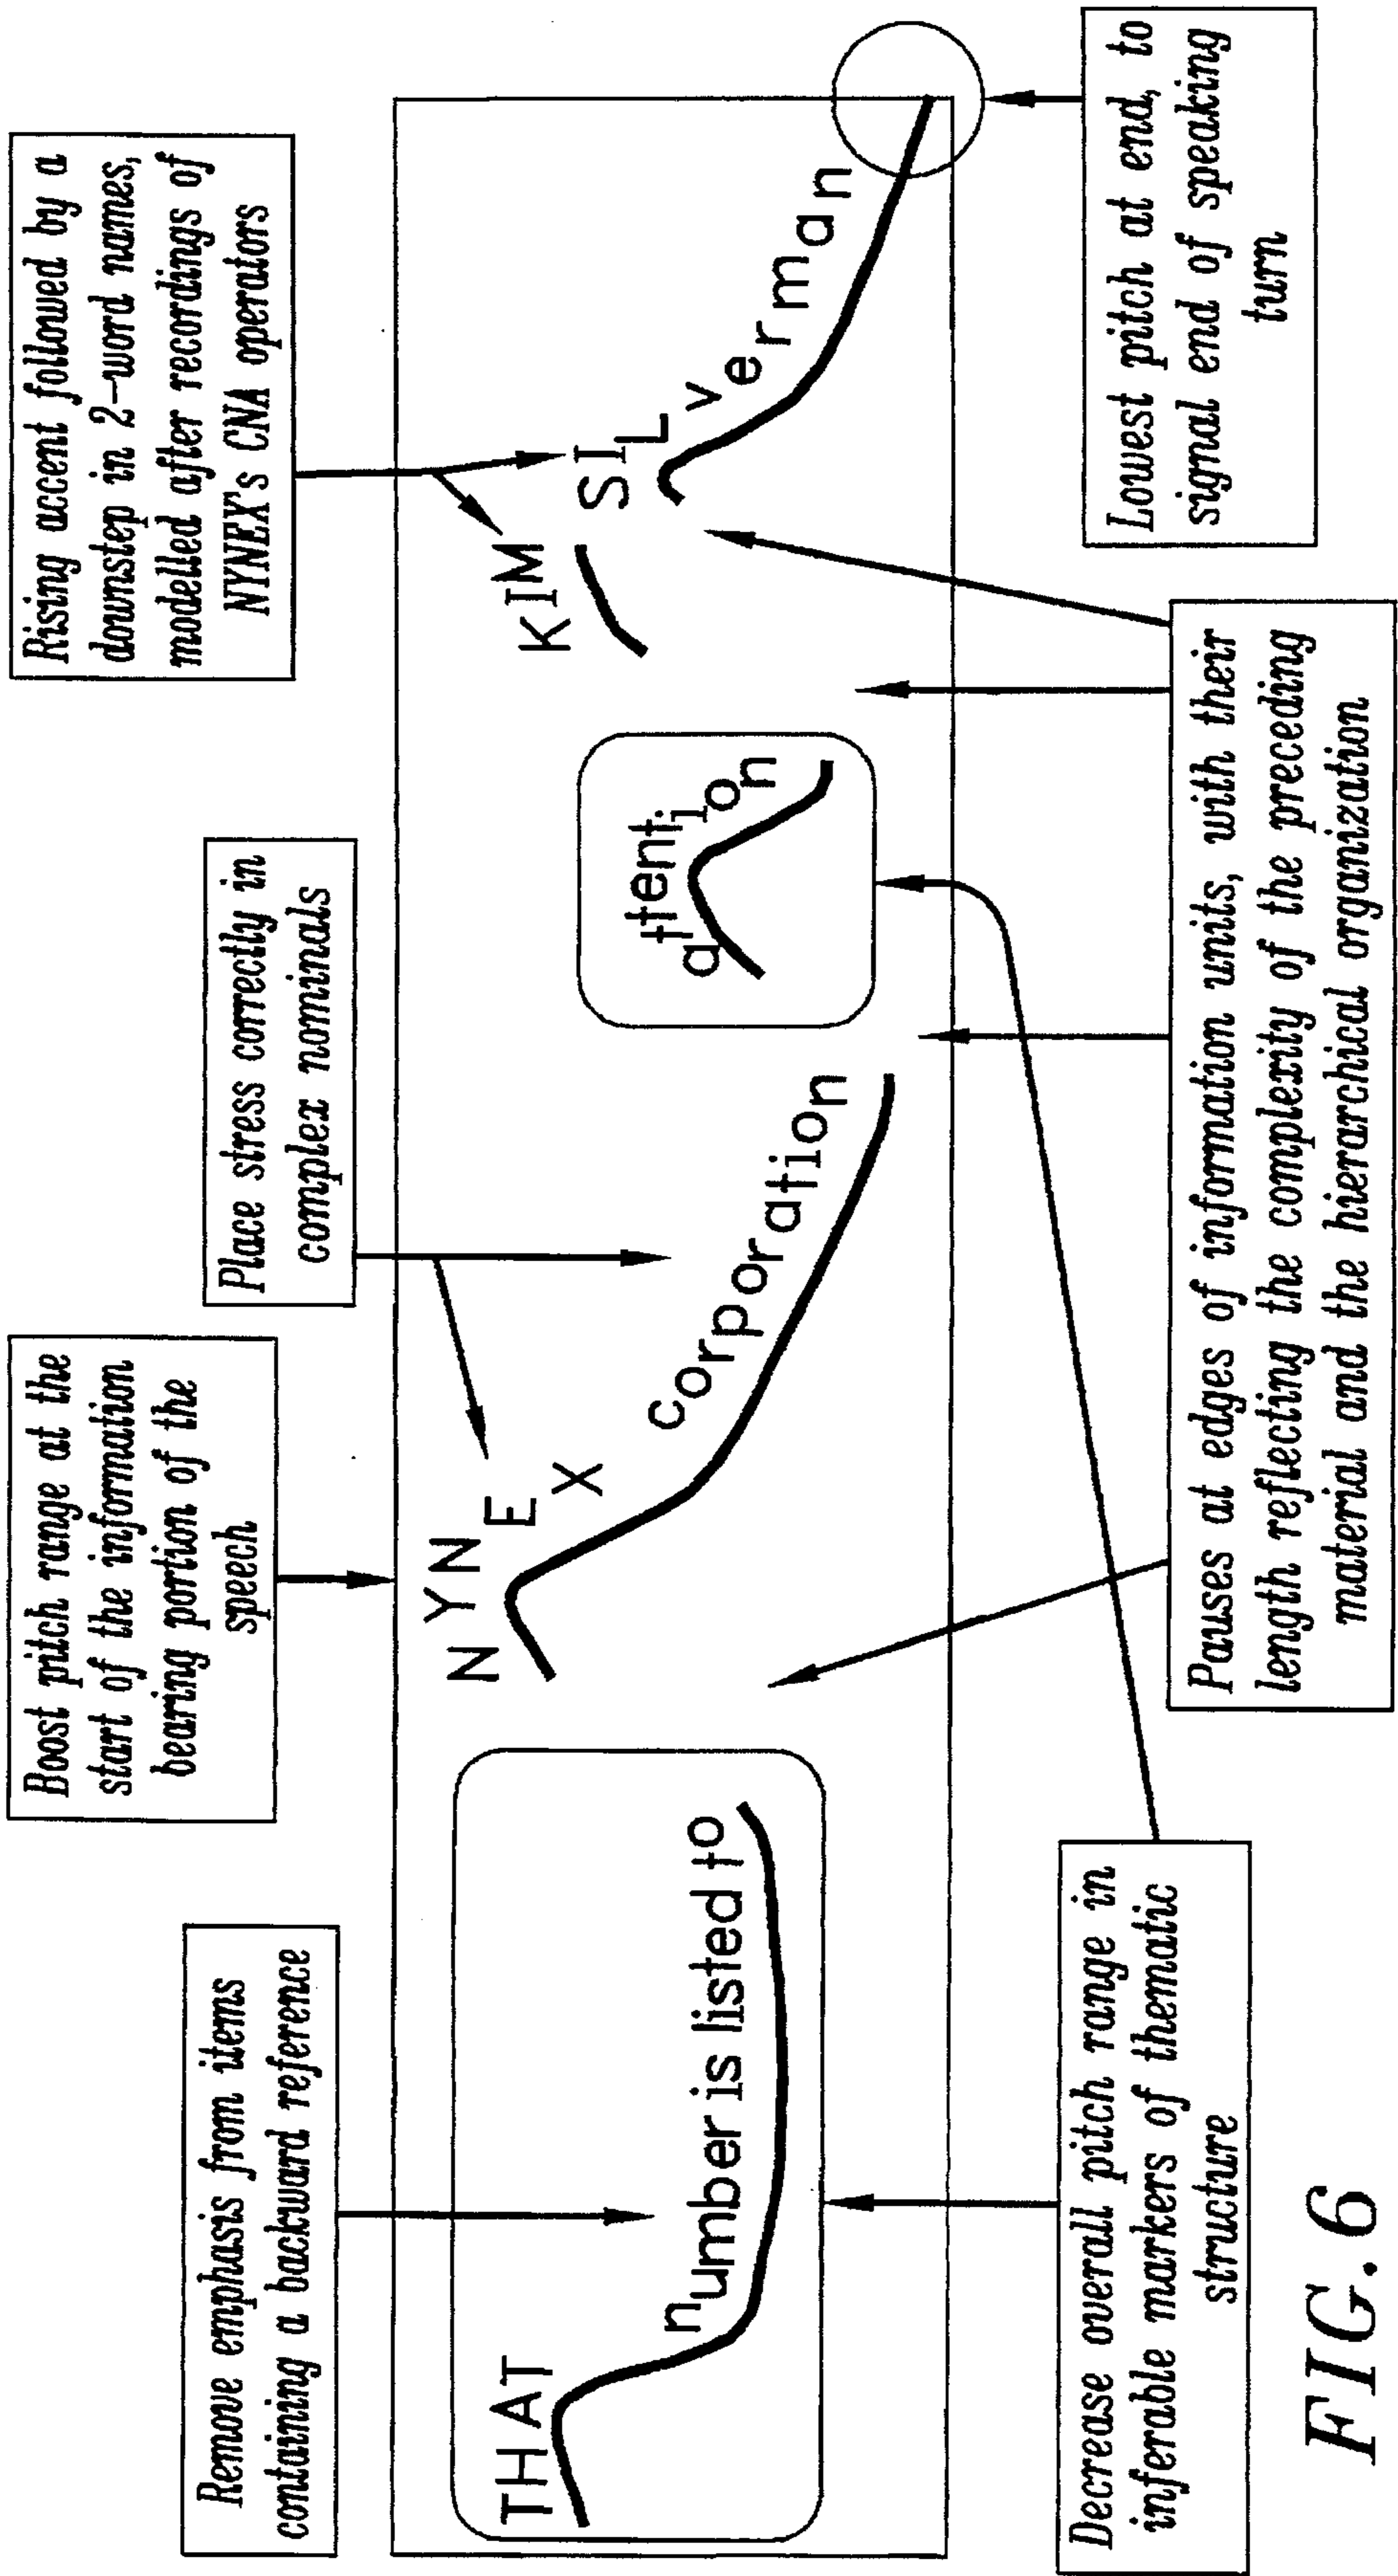 Remove emphasis from items
containing a backward reference
Boost pitch range at the
start of the information
bearing portion of the
speech
Place stress correctly in
complex nominals
Rising accent followed by a
downstep in 2-word names,
modelled after recordings of
NYNEX's CNA operators
THAT number is listed to
NYNEX corporation
attention
KIM SILverman
Decrease overall pitch range in
inferable markers of thematic
structure
Pauses at edges of information units, with their
length reflecting the complexity of the preceding
material and the hierarchical organization
Lowest pitch at end, to
signal end of speaking
turn
FIG. 6